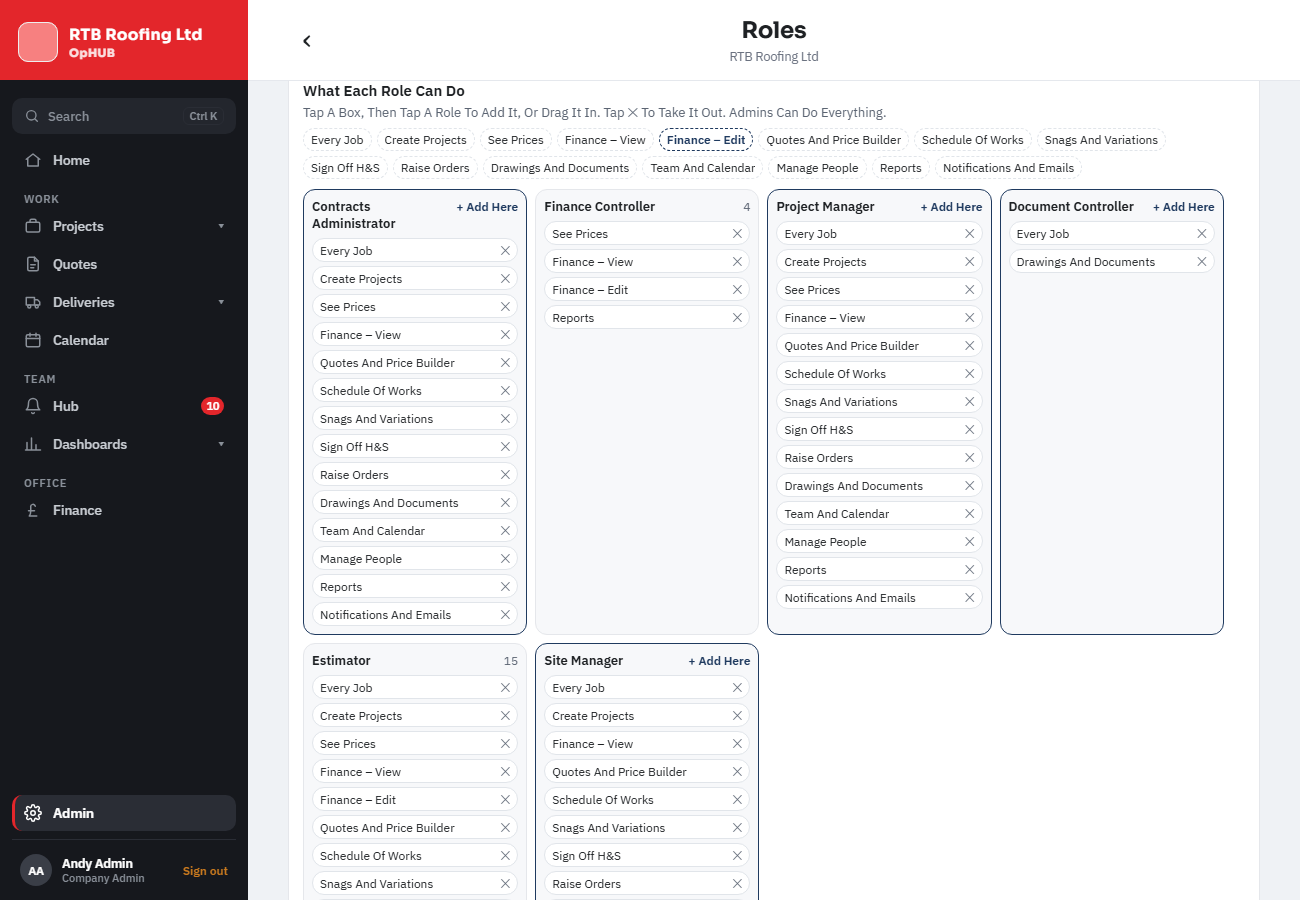 RTB Roofing Ltd
OpHUB
Search
Ctrl K
Home
WORK
Projects
Quotes
Deliveries
Calendar
TEAM
Hub
10
Dashboards
OFFICE
£ Finance
Admin
AA
Andy Admin
Company Admin
Sign out
Roles
RTB Roofing Ltd
What Each Role Can Do
Tap A Box, Then Tap A Role To Add It, Or Drag It In. Tap × To Take It Out. Admins Can Do Everything.
Every Job Create Projects See Prices Finance – View Finance – Edit Quotes And Price Builder Schedule Of Works Snags And Variations
Sign Off H&S Raise Orders Drawings And Documents Team And Calendar Manage People Reports Notifications And Emails
Contracts
Administrator
+ Add Here
Every Job
Create Projects
See Prices
Finance – View
Quotes And Price Builder
Schedule Of Works
Snags And Variations
Sign Off H&S
Raise Orders
Drawings And Documents
Team And Calendar
Manage People
Reports
Notifications And Emails
Finance Controller
4
See Prices
Finance – View
Finance – Edit
Reports
Project Manager
+ Add Here
Every Job
Create Projects
See Prices
Finance – View
Quotes And Price Builder
Schedule Of Works
Snags And Variations
Sign Off H&S
Raise Orders
Drawings And Documents
Team And Calendar
Manage People
Reports
Notifications And Emails
Document Controller
+ Add Here
Every Job
Drawings And Documents
Estimator
15
Every Job
Create Projects
See Prices
Finance – View
Finance – Edit
Quotes And Price Builder
Schedule Of Works
Snags And Variations
Site Manager
+ Add Here
Every Job
Create Projects
Finance – View
Quotes And Price Builder
Schedule Of Works
Snags And Variations
Sign Off H&S
Raise Orders